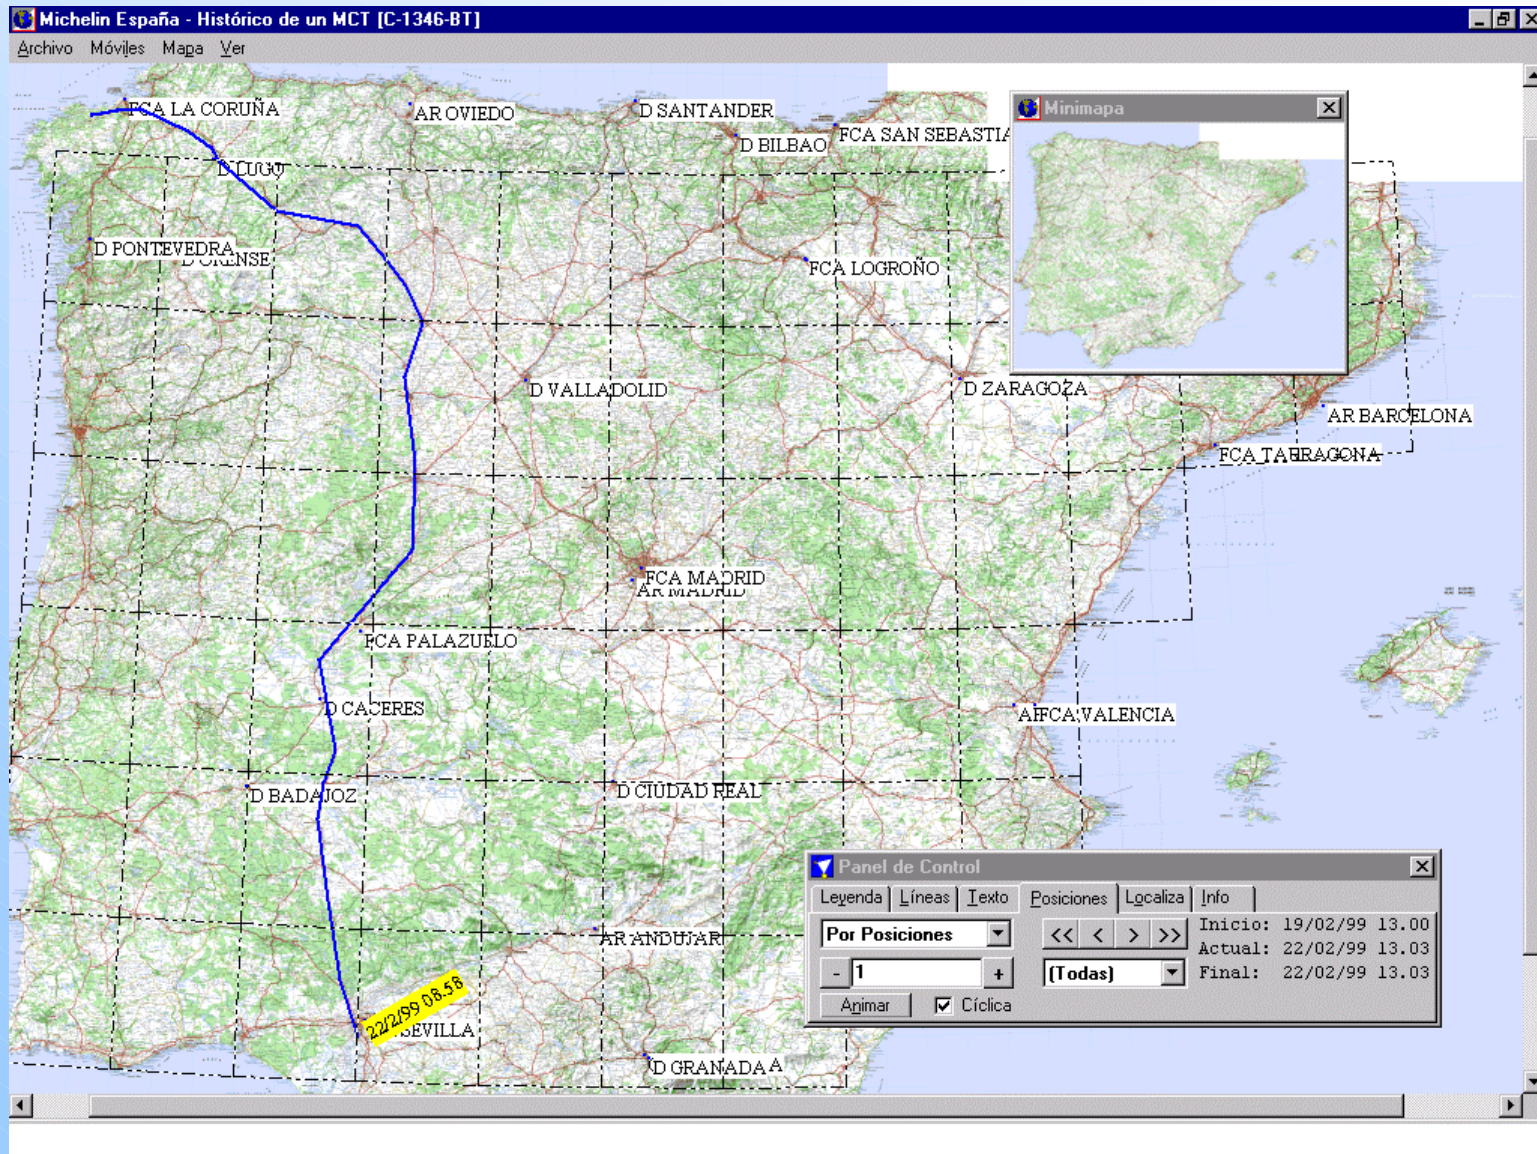 Michelin España - Histórico de un MCT [C-1346-BT]
Archivo Móviles Mapa Ver
FCA LA CORUÑA
AR OVIEDO
D SANTANDER
D BILBAO
FCA SAN SEBASTIA
Minimapa
D LUGO
D PONTEVEDRA
D ORENSE
FCA LOGROÑO
D VALLADOLID
D ZARAGOZA
AR BARCELONA
FCA TARRAGONA
FCA MADRID
AR MADRID
FCA PALAZUELO
D CACERES
FCA VALENCIA
D BADAJOZ
D CIUDAD REAL
AR ANDUJAR
22/2/99 08.58
SEVILLA
D GRANADA A
Panel de Control
Leyenda Líneas Texto Posiciones Localiza Info
Por Posiciones << < > >> Inicio: 19/02/99 13.00
Actual: 22/02/99 13.03
- 1 + (Todas) Final: 22/02/99 13.03
Animar Cíclica